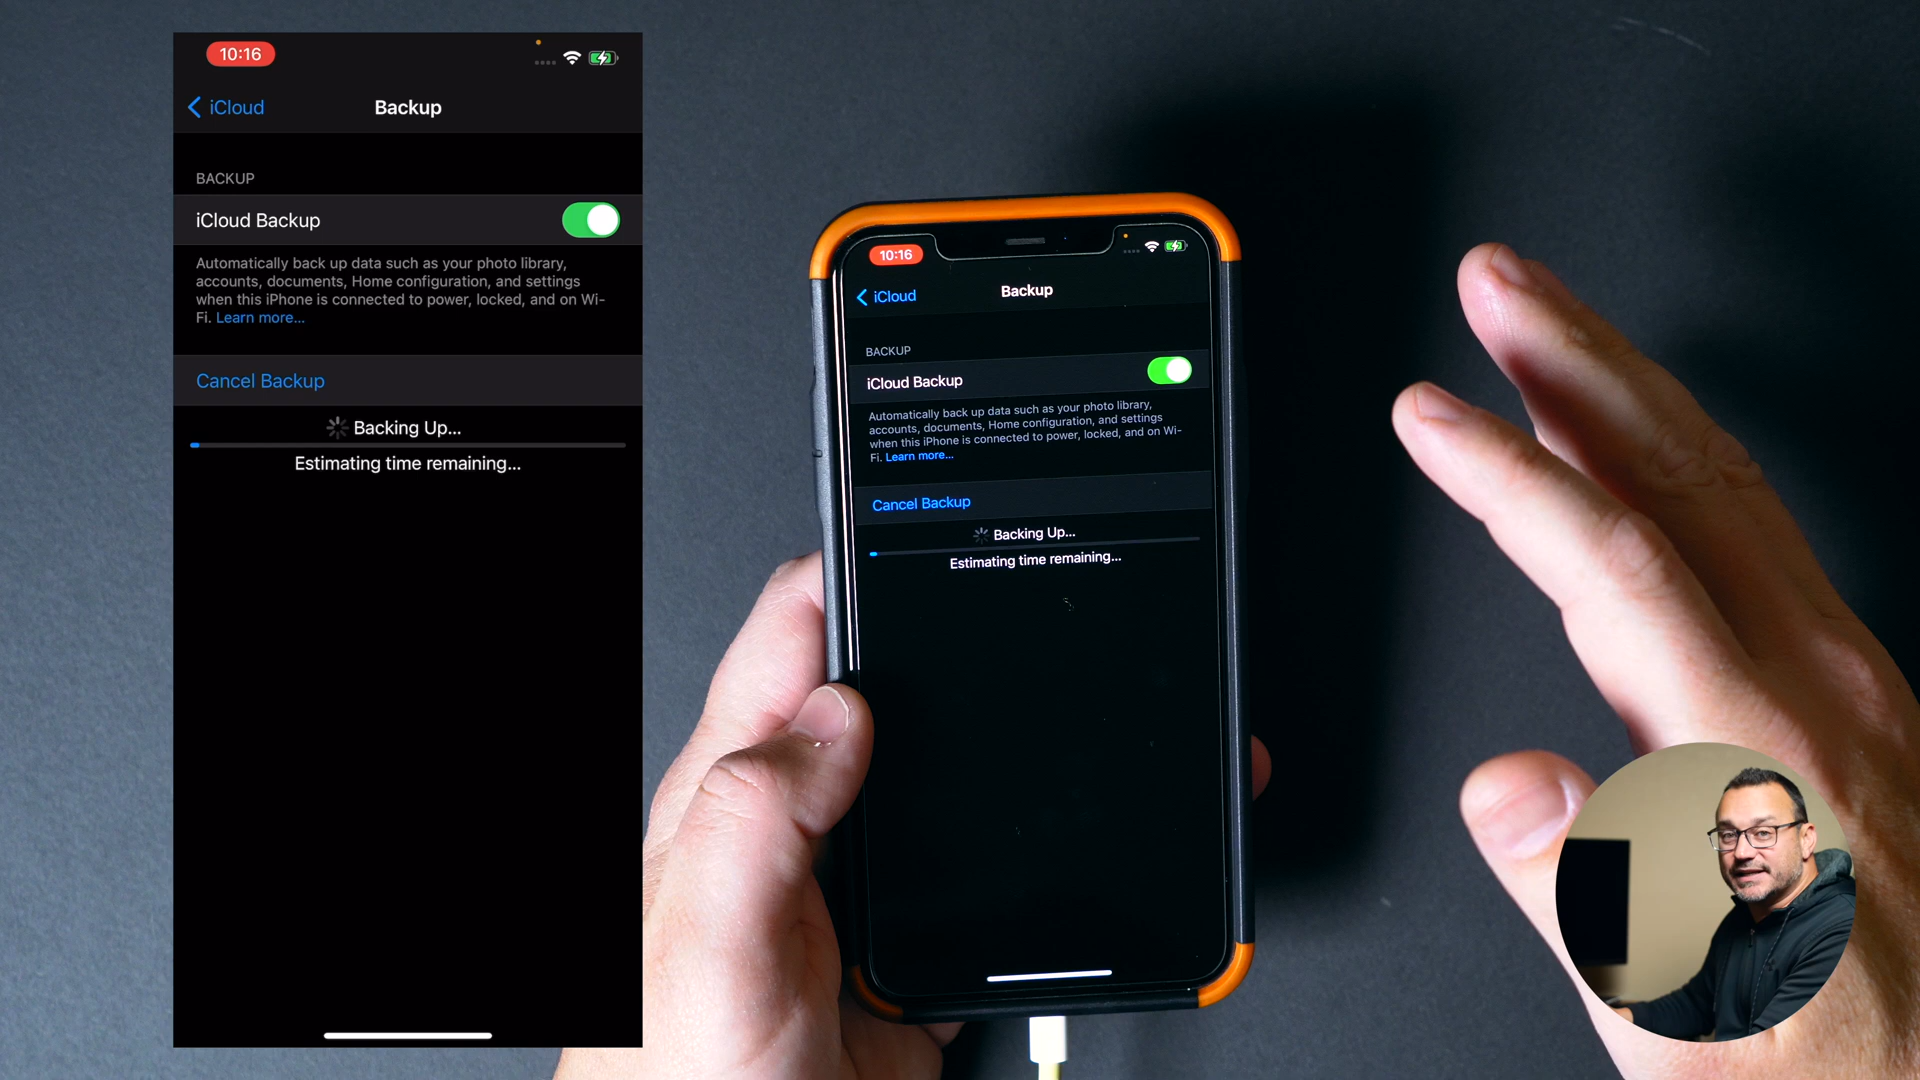 10:16
iCloud
Backup
BACKUP
iCloud Backup
Automatically back up data such as your photo library,
accounts, documents, Home configuration, and settings
when this iPhone is connected to power, locked, and on Wi-
Fi. Learn more...
Cancel Backup
Backing Up...
Estimating time remaining...
10:16
iCloud
Backup
BACKUP
iCloud Backup
Automatically back up data such as your photo library,
accounts, documents, Home configuration, and settings
when this iPhone is connected to power, locked, and on Wi-
Fi. Learn more...
Cancel Backup
Backing Up...
Estimating time remaining...